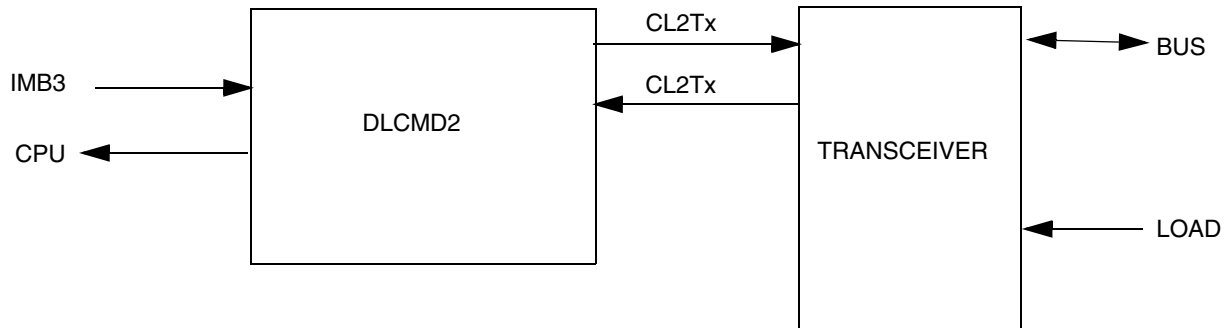 CL2Tx
BUS
IMB3
CL2Tx
DLCMD2
CPU
TRANSCEIVER
LOAD